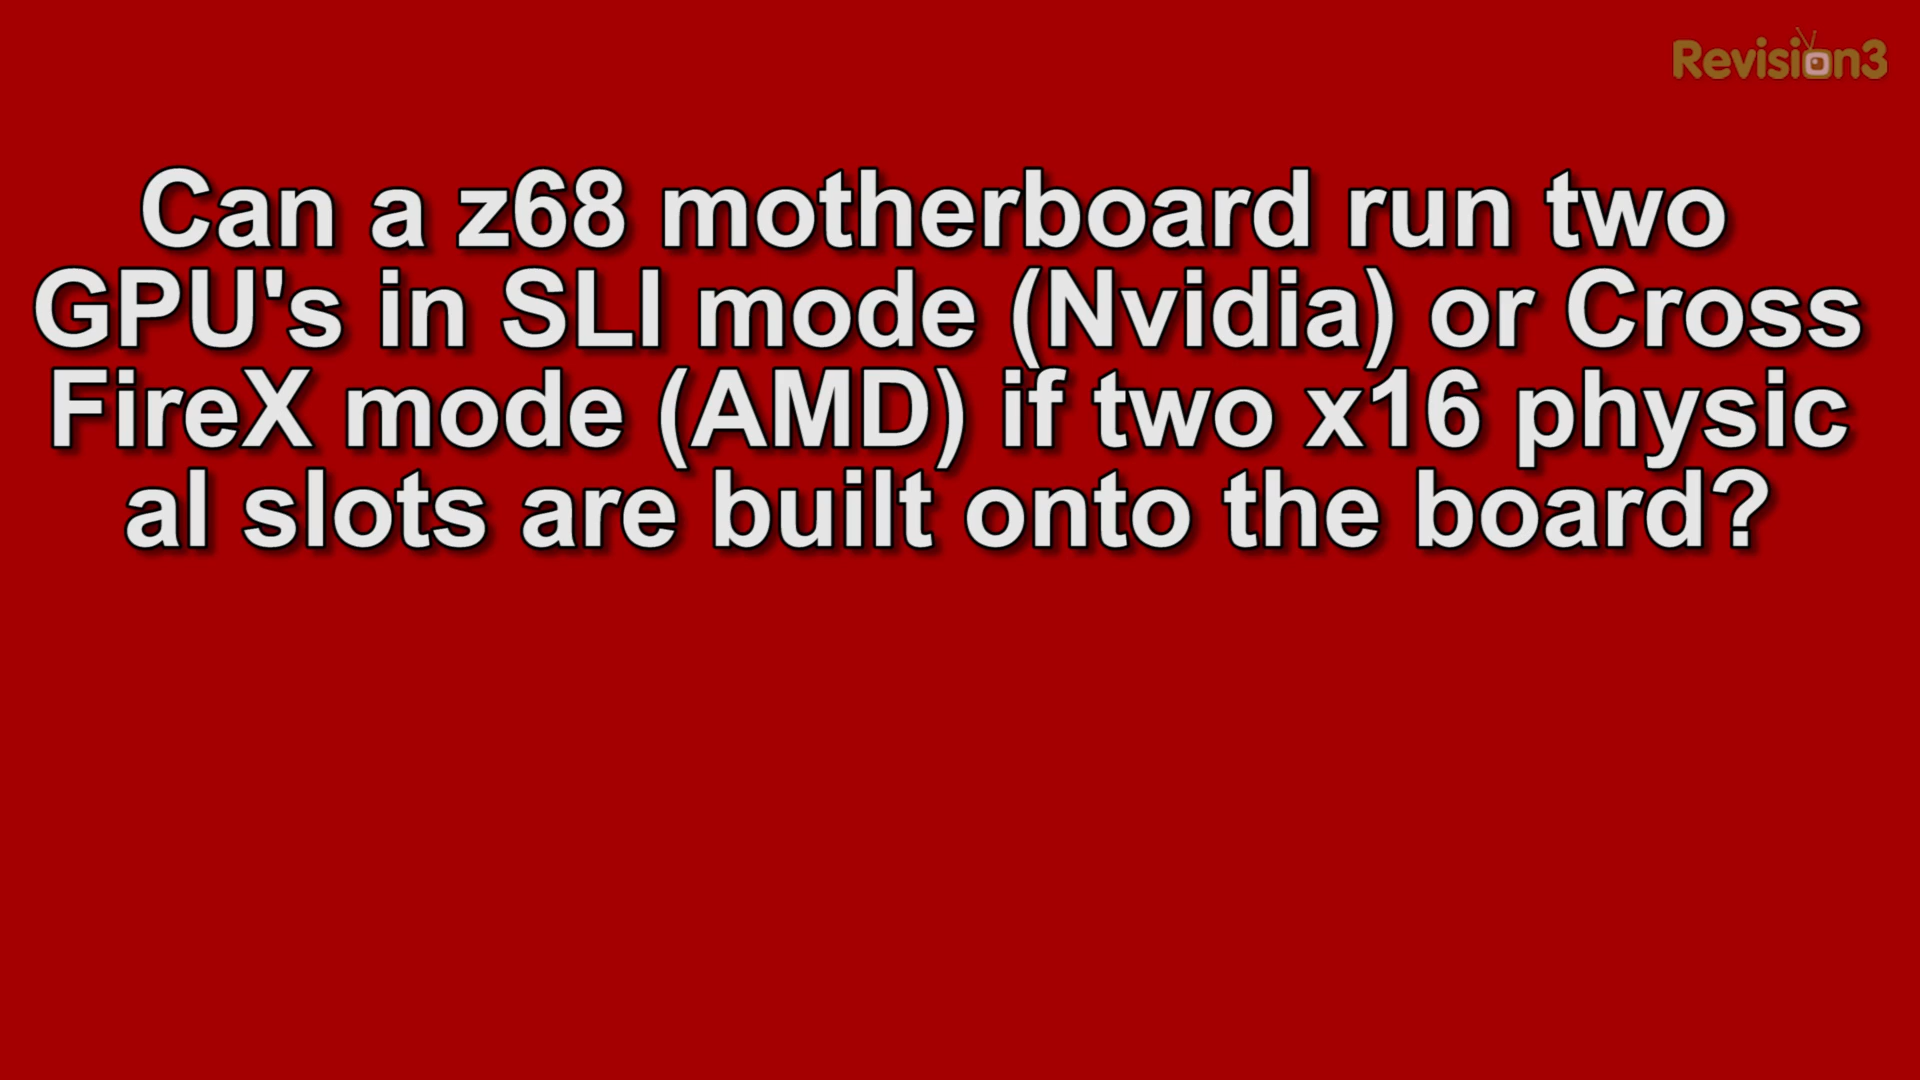 Revision3
Can a z68 motherboard run two
GPU's in SLI mode (Nvidia) or Cross
FireX mode (AMD) if two x16 physic
al slots are built onto the board?